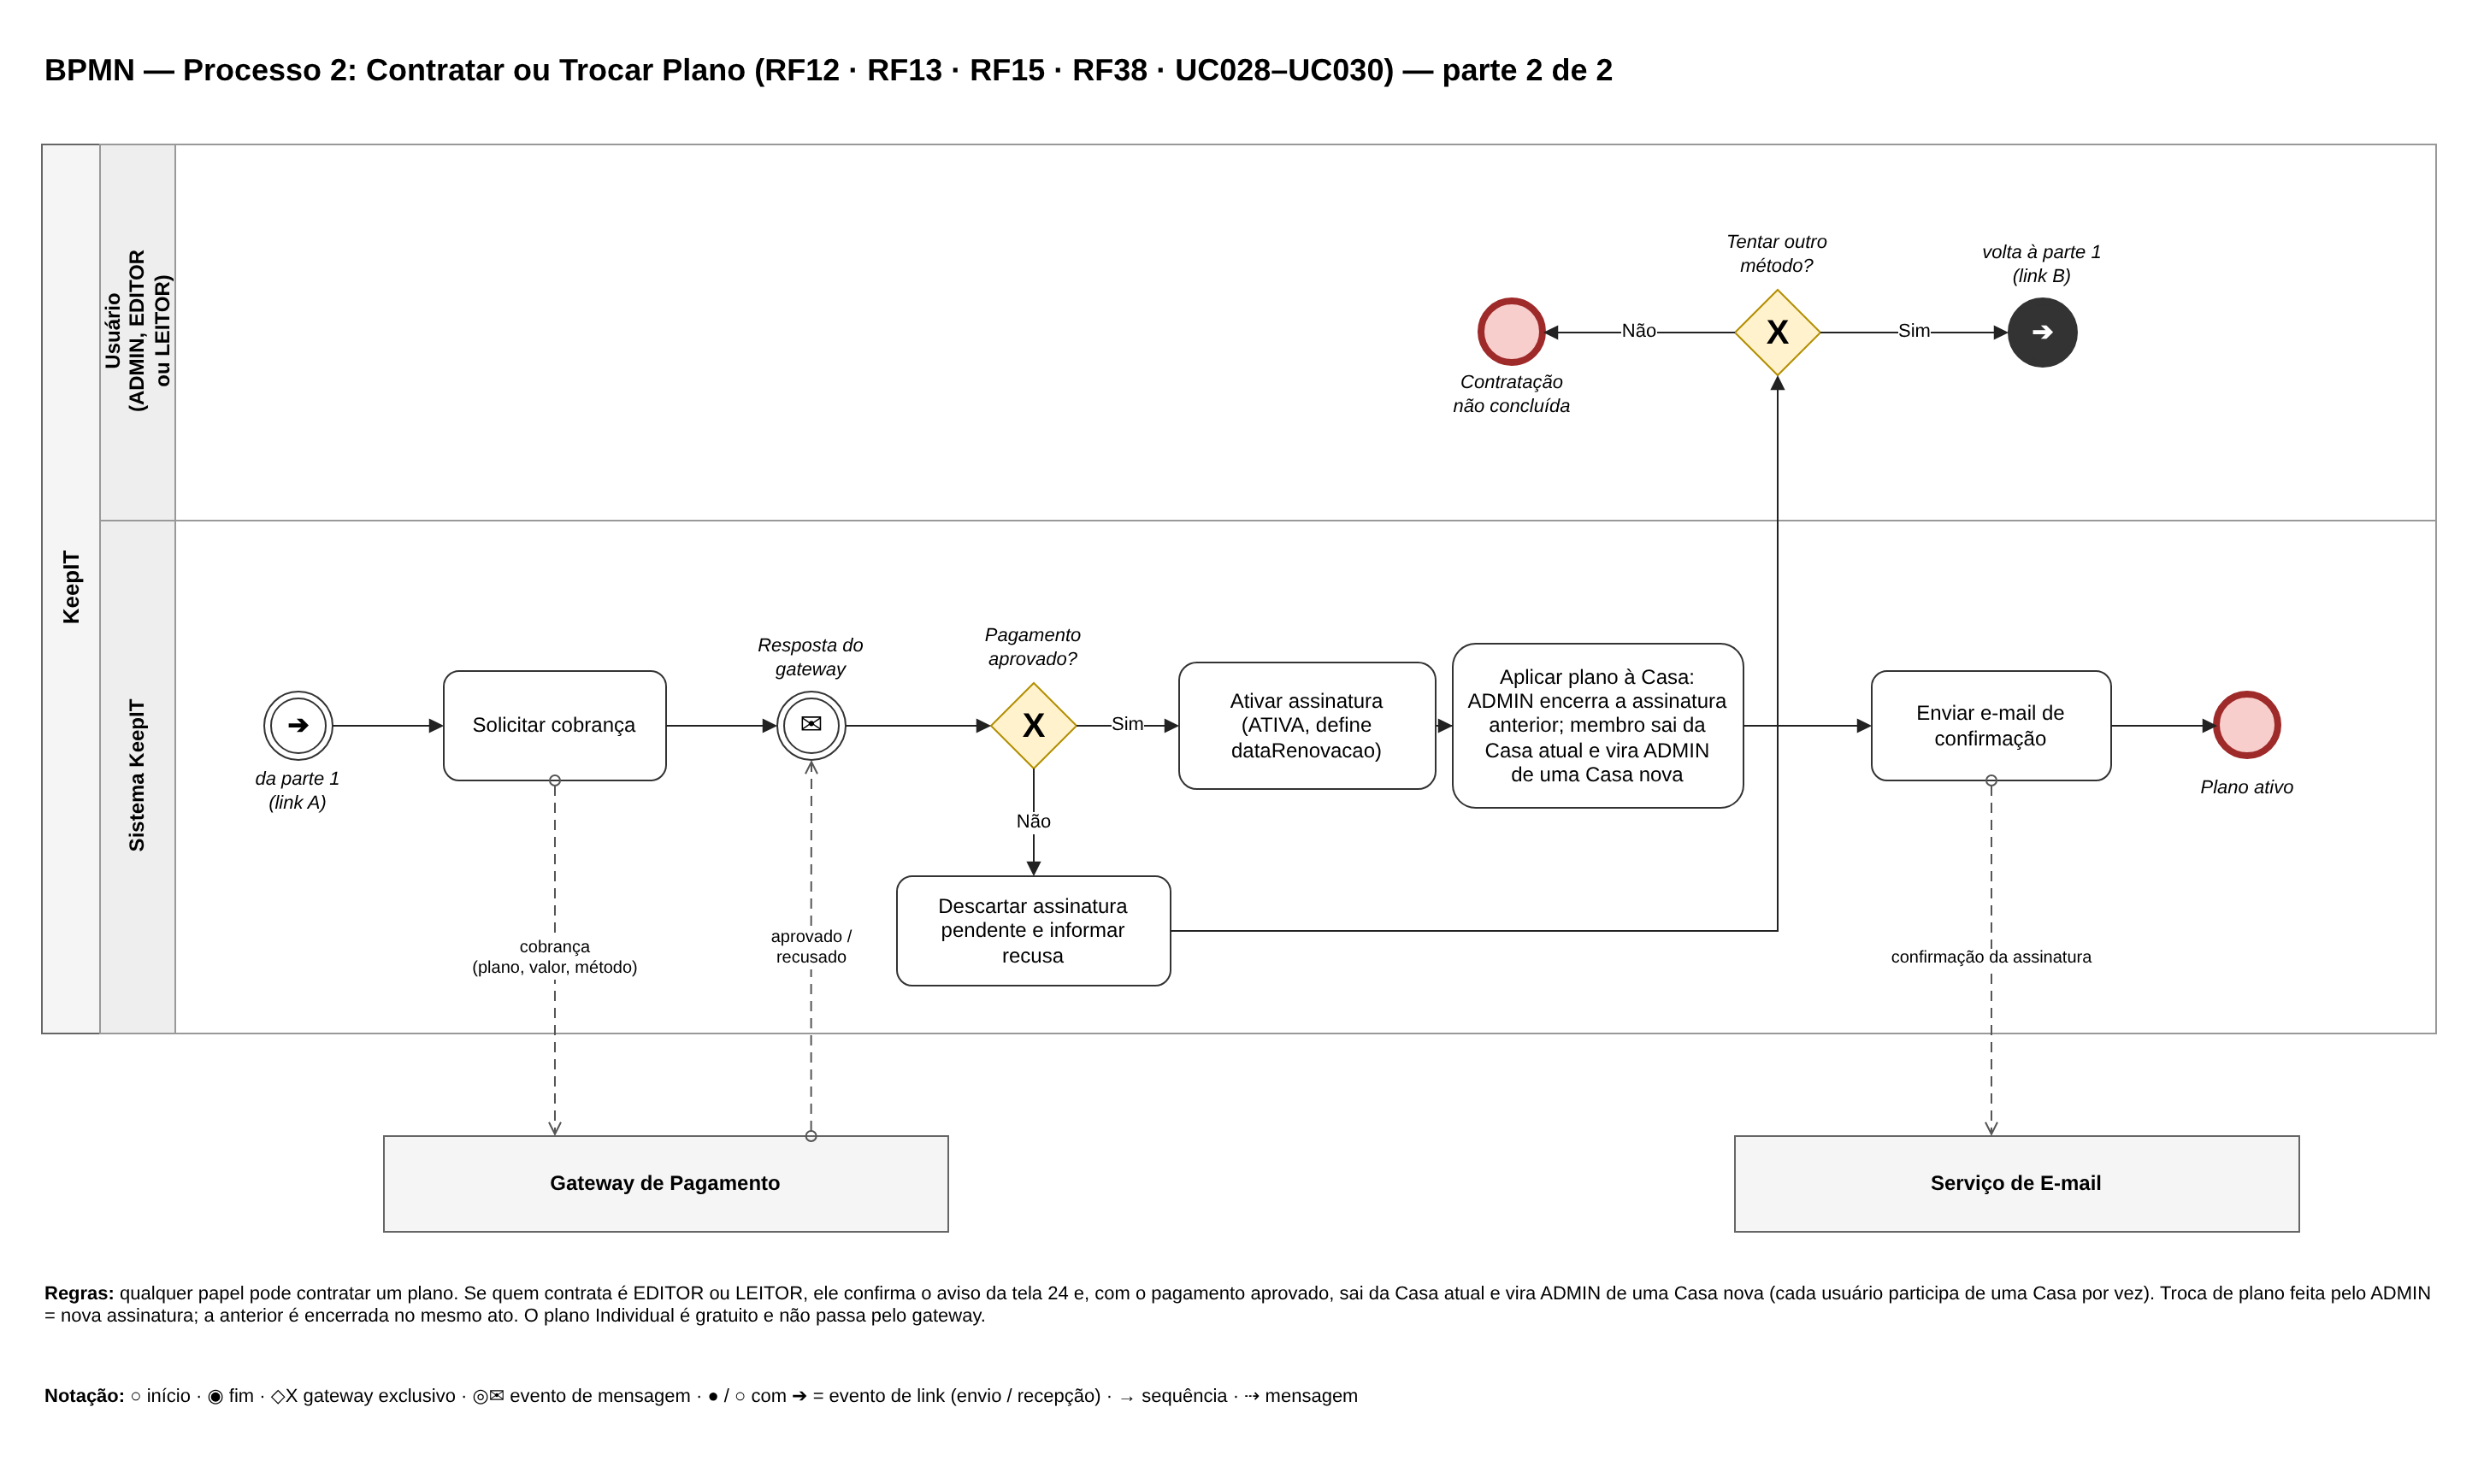 BPMN — Processo 2: Contratar ou Trocar Plano (RF12 · RF13 · RF15 · RF38 · UC028–UC030) — parte 2 de 2
KeepIT
Usuário
(ADMIN, EDITOR
ou LEITOR)
Tentar outro
método?
volta à parte 1
(link B)
Não
X
Sim
➔
Contratação
não concluída
Sistema KeepIT
Resposta do
gateway
Pagamento
aprovado?
➔
da parte 1
(link A)
Solicitar cobrança
✉
X
Sim
Ativar assinatura
(ATIVA, define
dataRenovacao)
Aplicar plano à Casa:
ADMIN encerra a assinatura
anterior; membro sai da
Casa atual e vira ADMIN
de uma Casa nova
Enviar e-mail de
confirmação
Plano ativo
Não
Descartar assinatura
pendente e informar
recusa
cobrança
(plano, valor, método)
aprovado /
recusado
confirmação da assinatura
Gateway de Pagamento
Serviço de E-mail
Regras: qualquer papel pode contratar um plano. Se quem contrata é EDITOR ou LEITOR, ele confirma o aviso da tela 24 e, com o pagamento aprovado, sai da Casa atual e vira ADMIN de uma Casa nova (cada usuário participa de uma Casa por vez). Troca de plano feita pelo ADMIN
= nova assinatura; a anterior é encerrada no mesmo ato. O plano Individual é gratuito e não passa pelo gateway.
Notação: ○ início · ◉ fim · ◇X gateway exclusivo · ◎✉ evento de mensagem · ● / ○ com ➔ = evento de link (envio / recepção) · → sequência · ⇢ mensagem